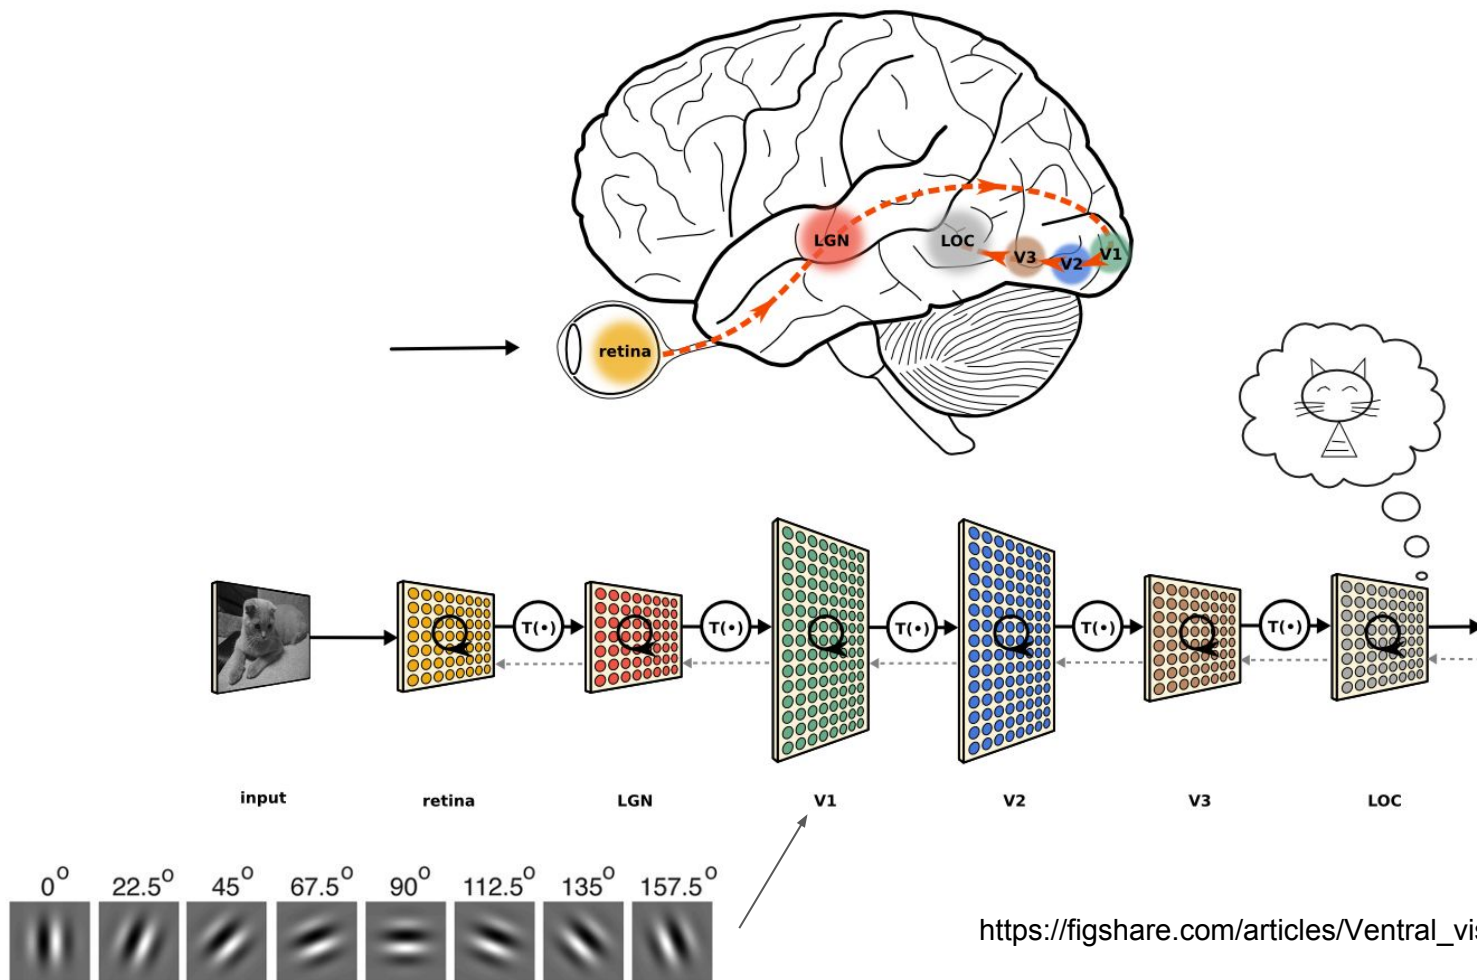 LGN
LOC
V3
V2
V1
retina
T(•)
T(•)
T(•)
T(•)
T(•)
input
retina
LGN
V1
V2
V3
LOC
0° 22.5° 45° 67.5° 90° 112.5° 135° 157.5°
https://figshare.com/articles/Ventral_vis